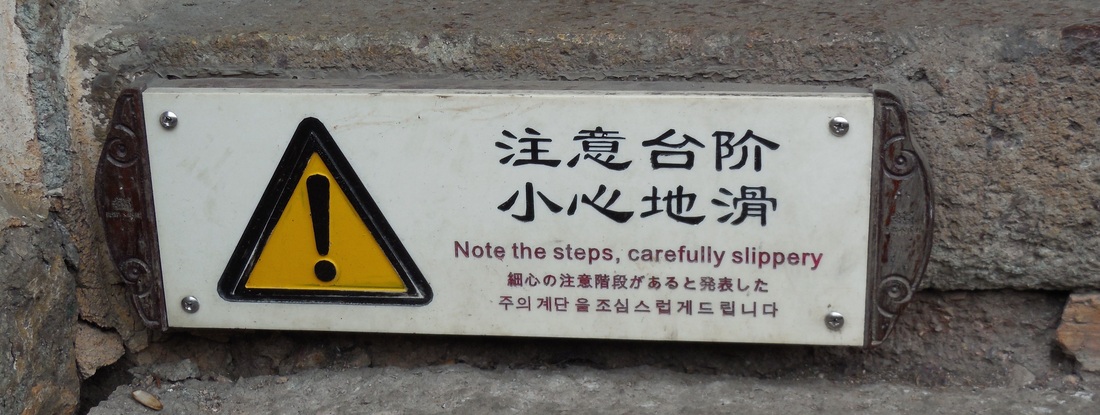 注意台阶
小心地滑
Note the steps, carefully slippery
細心の注意階段があると発表した
주의계단을조심스럽게드립니다